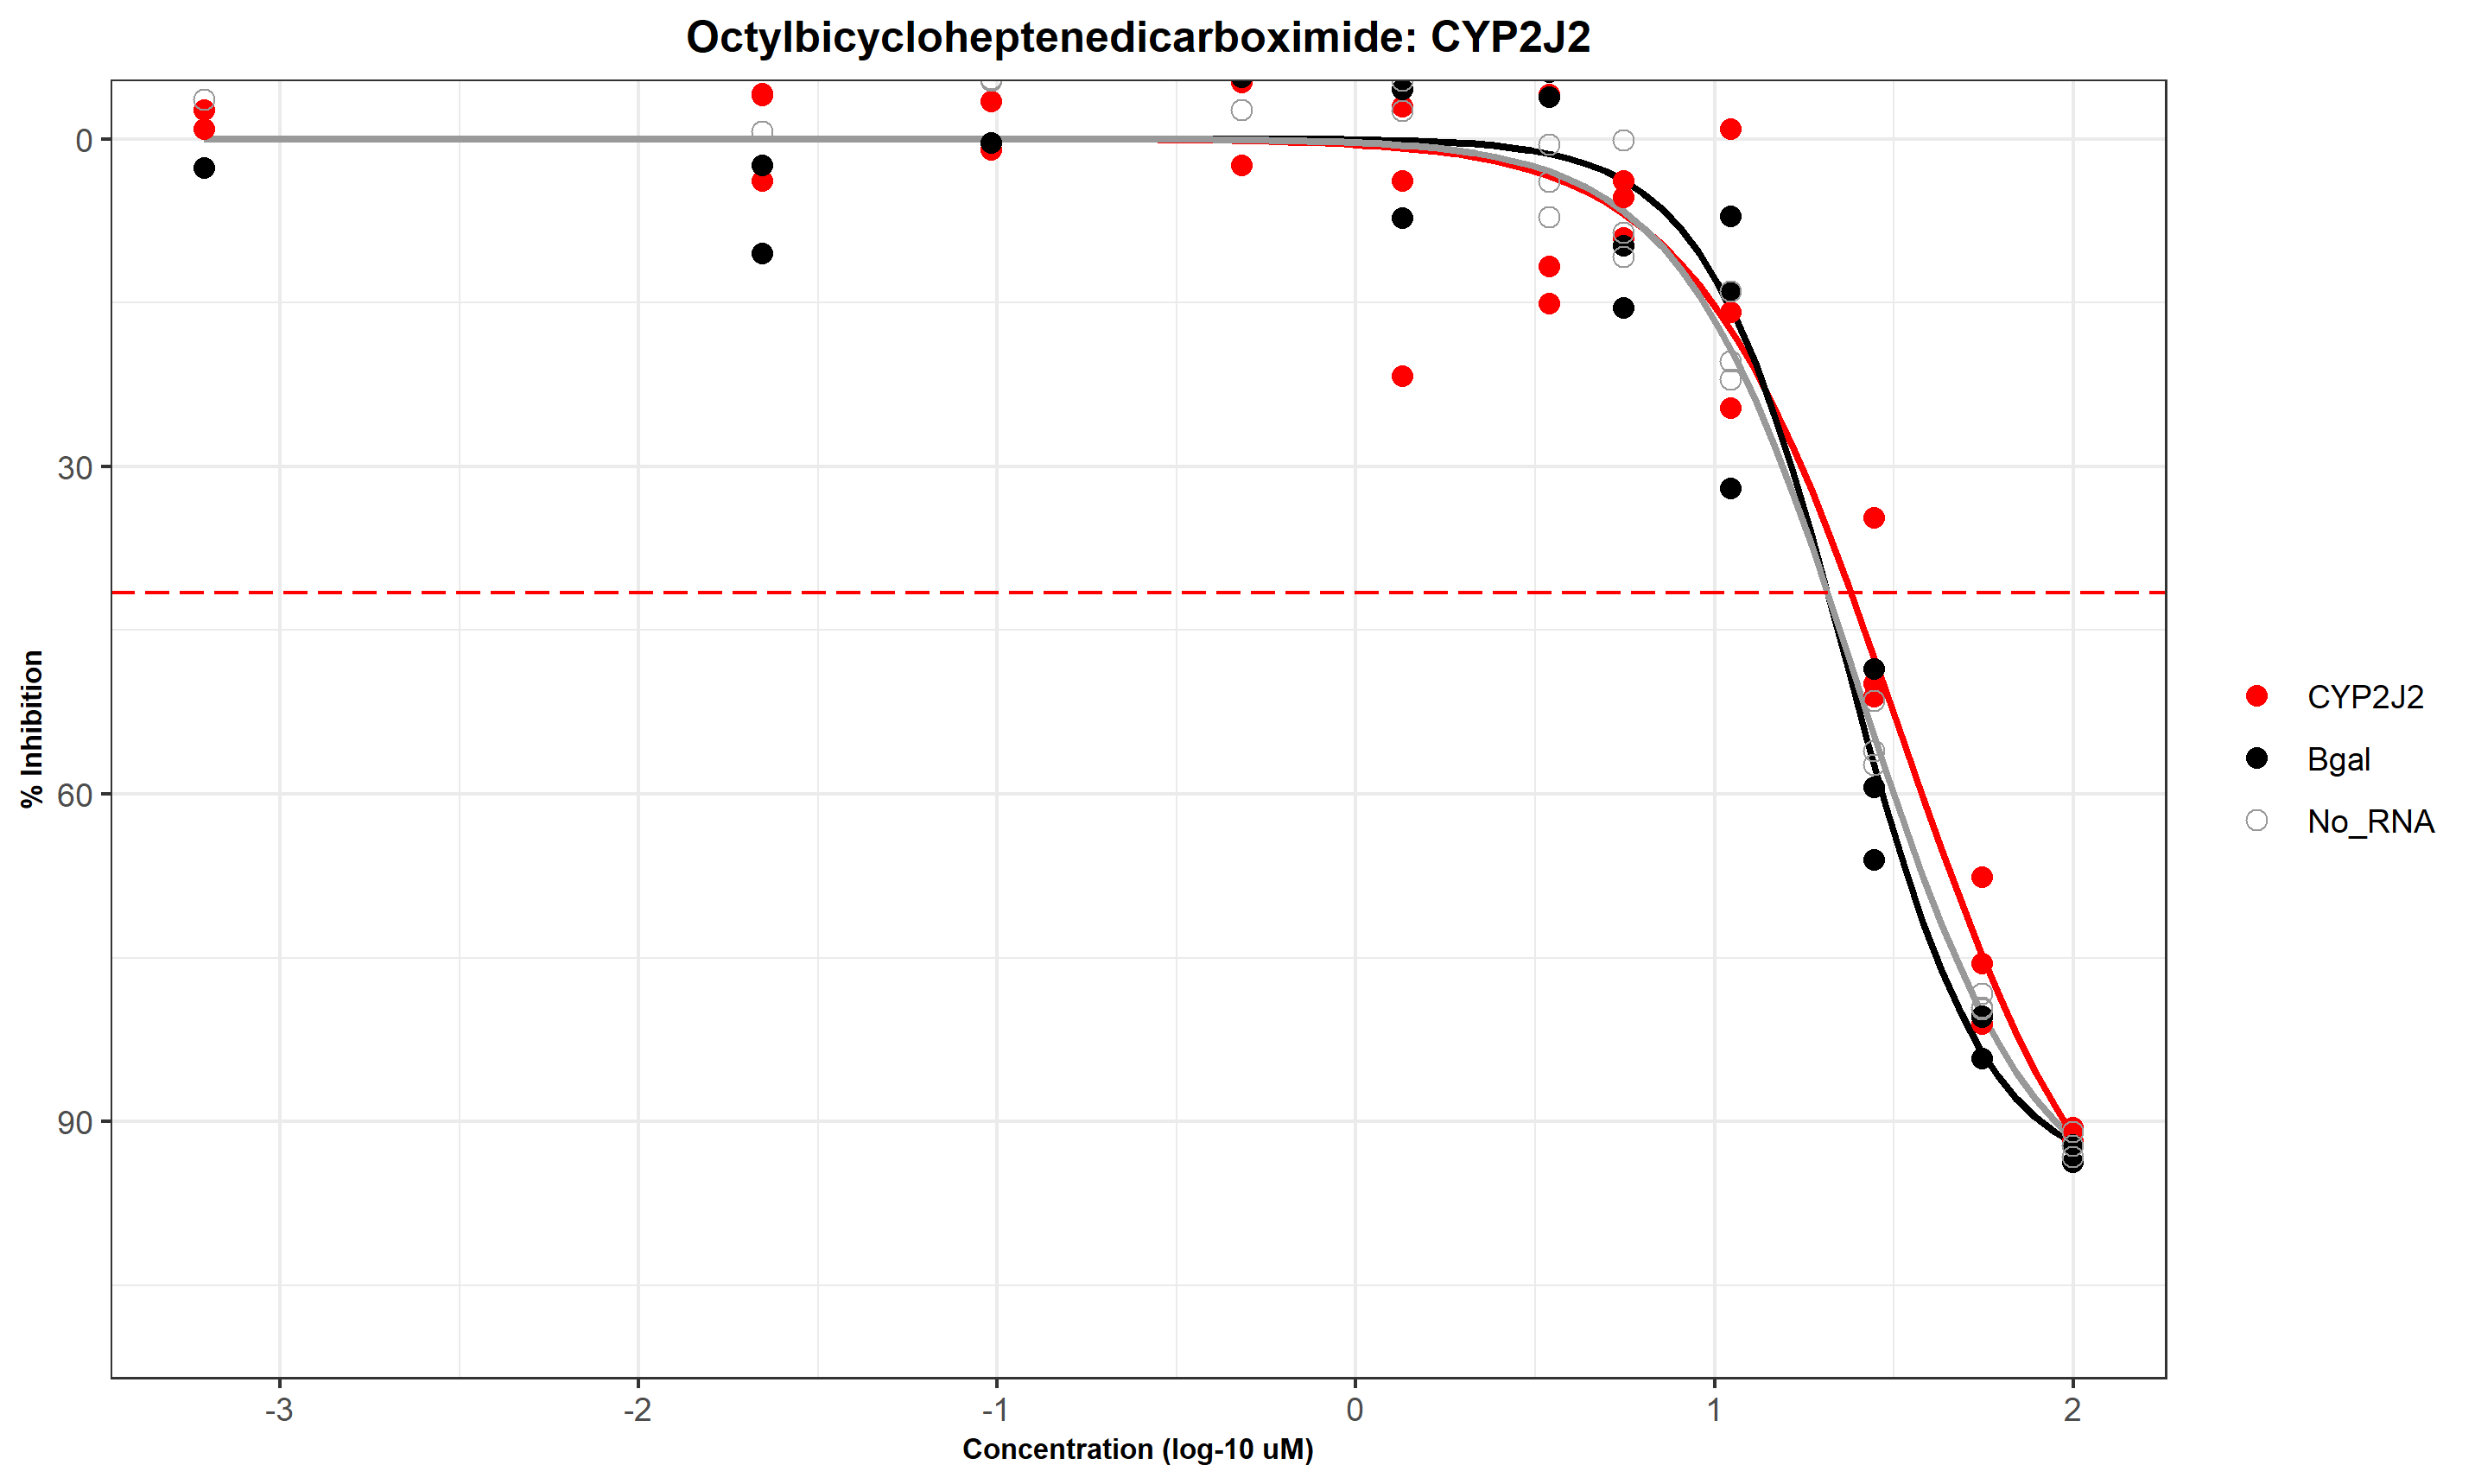 Octylbicycloheptenedicarboximide: CYP2J2
% Inhibition
0
30
60
90
-3
-2
-1
0
1
2
Concentration (log-10 uM)
CYP2J2
Bgal
No_RNA